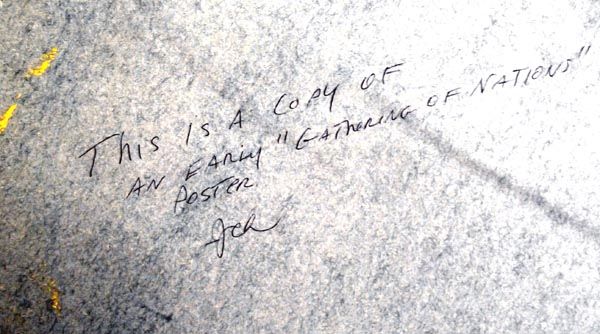 THIS IS A COPY OF
AN EARLY "GATHERING OF NATIONS"
POSTER